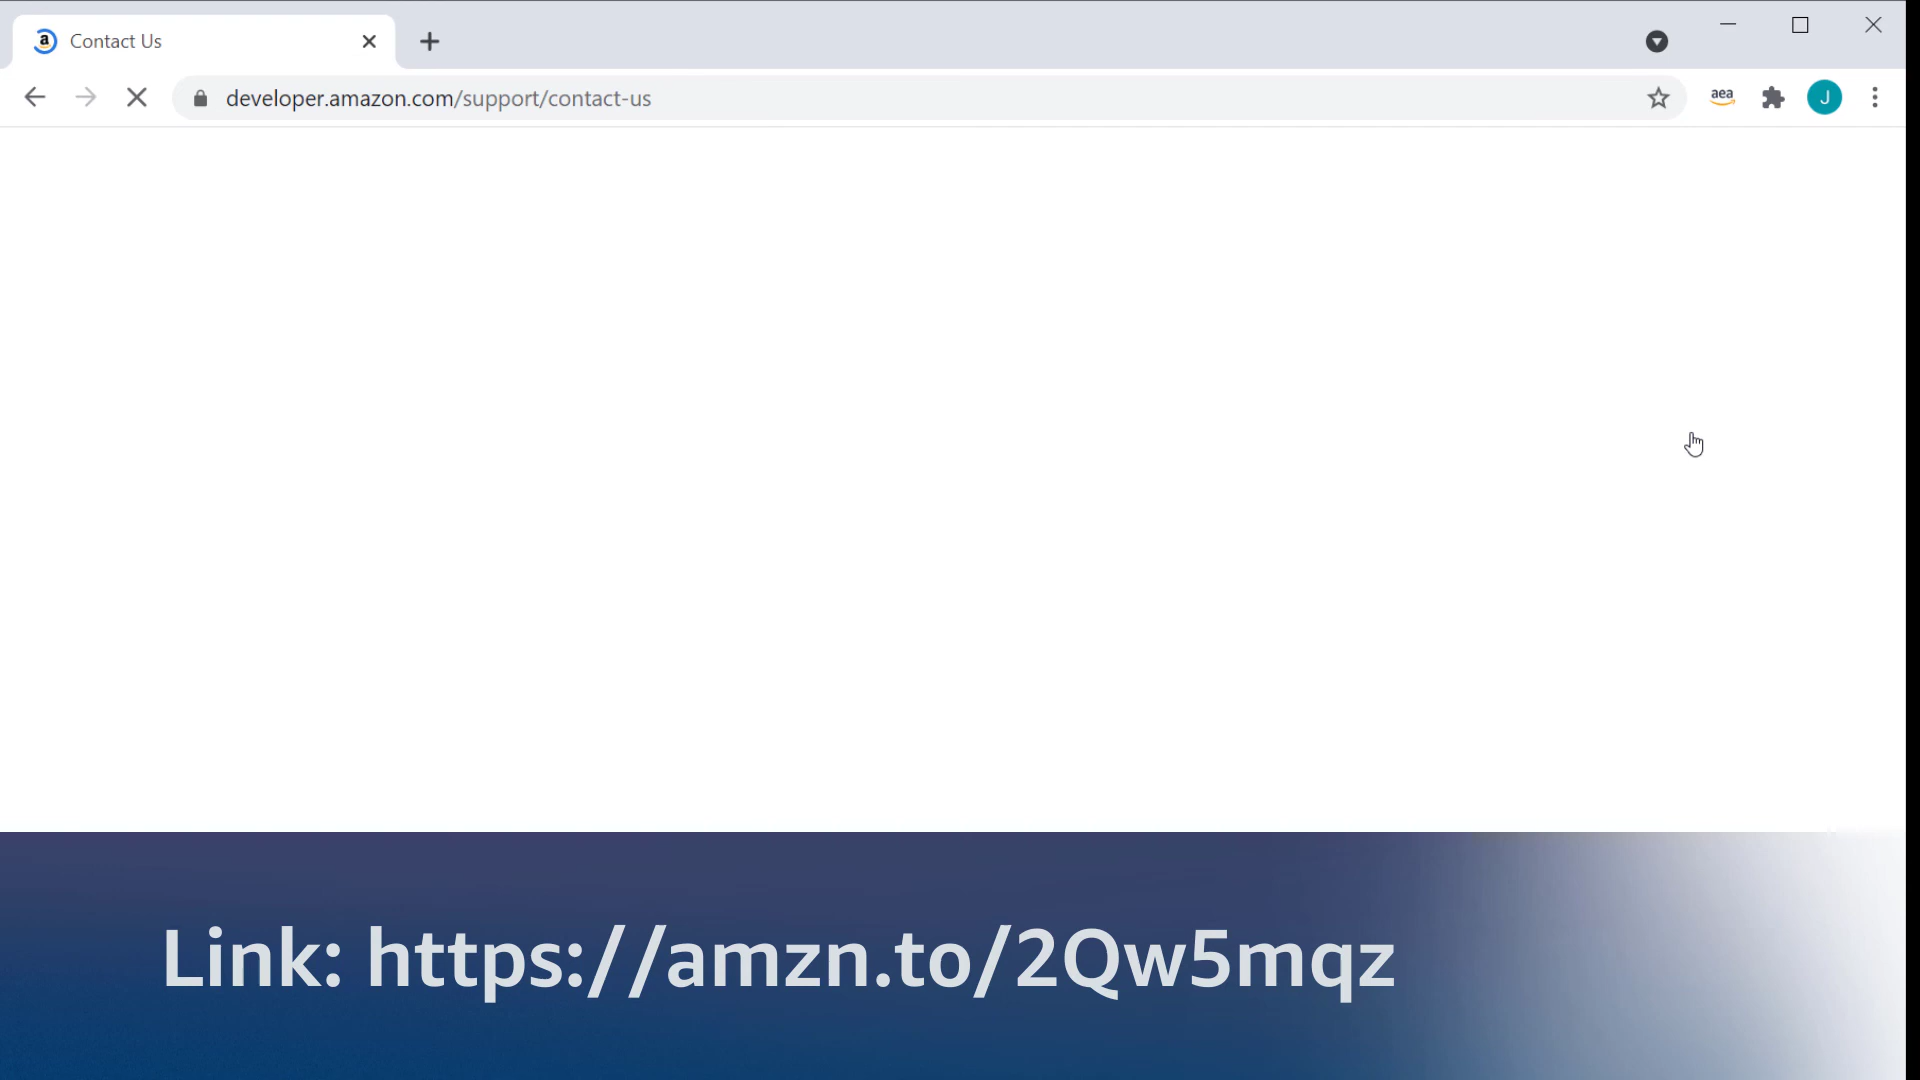 Contact Us
developer.amazon.com/support/contact-us
aea
J
Link: https://amzn.to/2Qw5mqz